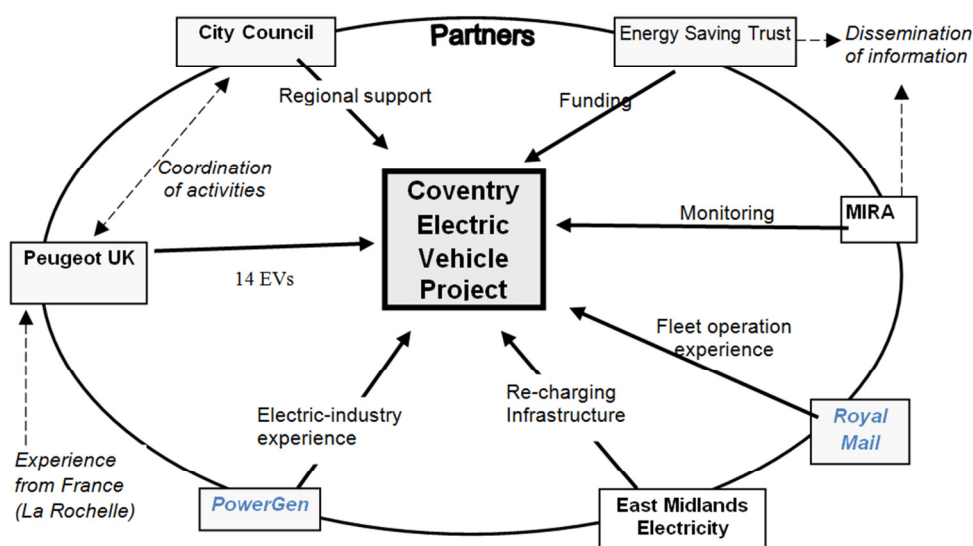 City Council
Partners
Energy Saving Trust
Dissemination
of information
Regional support
Funding
Coordination
of activities
Coventry
Electric
Vehicle
Project
Monitoring
MIRA
Peugeot UK
14 EVs
Fleet operation
experience
Re-charging
Infrastructure
Electric-industry
experience
Royal
Mail
Experience
from France
(La Rochelle)
PowerGen
East Midlands
Electricity